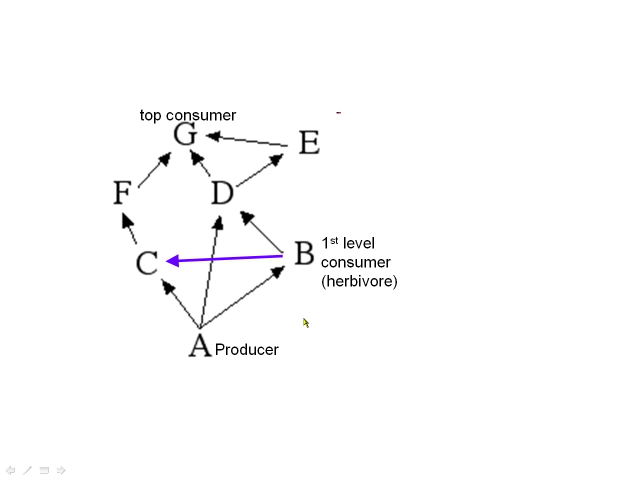 top consumer
G
E
F
D
B
1st level
consumer
(herbivore)
C
A
Producer